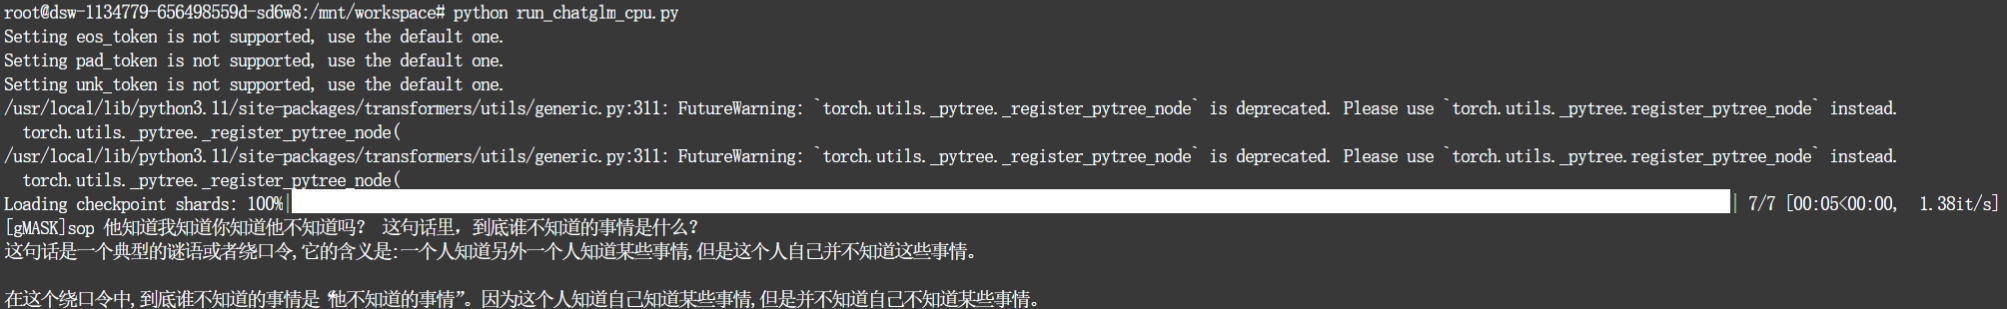 root@dsw-1134779-656498559d-sd6w8:/mnt/workspace# python run_chatglm_cpu.py
Setting eos_token is not supported, use the default one.
Setting pad_token is not supported, use the default one.
Setting unk_token is not supported, use the default one.
/usr/local/lib/python3.11/site-packages/transformers/utils/generic.py:311: FutureWarning: `torch.utils._pytree._register_pytree_node` is deprecated. Please use `torch.utils._pytree.register_pytree_node` instead.
  torch.utils._pytree._register_pytree_node(
/usr/local/lib/python3.11/site-packages/transformers/utils/generic.py:311: FutureWarning: `torch.utils._pytree._register_pytree_node` is deprecated. Please use `torch.utils._pytree.register_pytree_node` instead.
  torch.utils._pytree._register_pytree_node(
Loading checkpoint shards: 100%| | 7/7 [00:05<00:00, 1.38it/s]
[gMASK]sop 他知道我知道你知道他不知道吗? 这句话里，到底谁不知道的事情是什么?
这句话是一个典型的谜语或者绕口令,它的含义是:一个人知道另外一个人知道某些事情,但是这个人自己并不知道这些事情。
在这个绕口令中,到底谁不知道的事情是“他不知道的事情”。因为这个人知道自己知道某些事情,但是并不知道自己不知道某些事情。